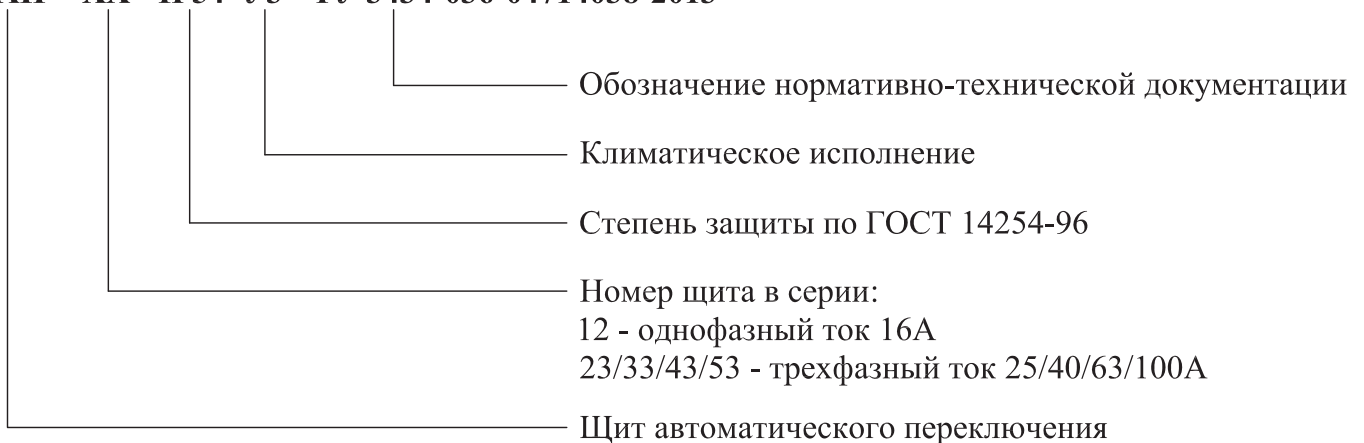 Обозначение нормативно-технической документации
Климатическое исполнение
Степень защиты по ГОСТ 14254-96
Номер щита в серии:
12 - однофазный ток 16А
23/33/43/53 - трехфазный ток 25/40/63/100А
Щит автоматического переключения